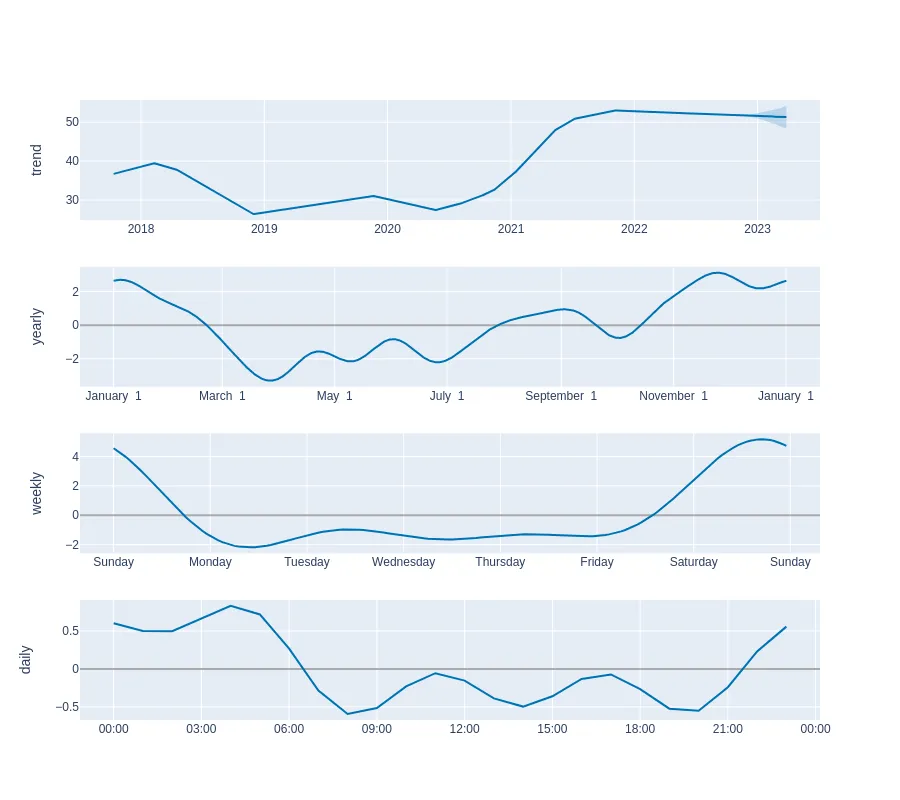 trend
50
40
30
2018 2019 2020 2021 2022 2023
yearly
2
0
−2
January 1 March 1 May 1 July 1 September 1 November 1 January 1
weekly
4
2
0
−2
Sunday Monday Tuesday Wednesday Thursday Friday Saturday Sunday
daily
0.5
0
−0.5
00:00 03:00 06:00 09:00 12:00 15:00 18:00 21:00 00:00